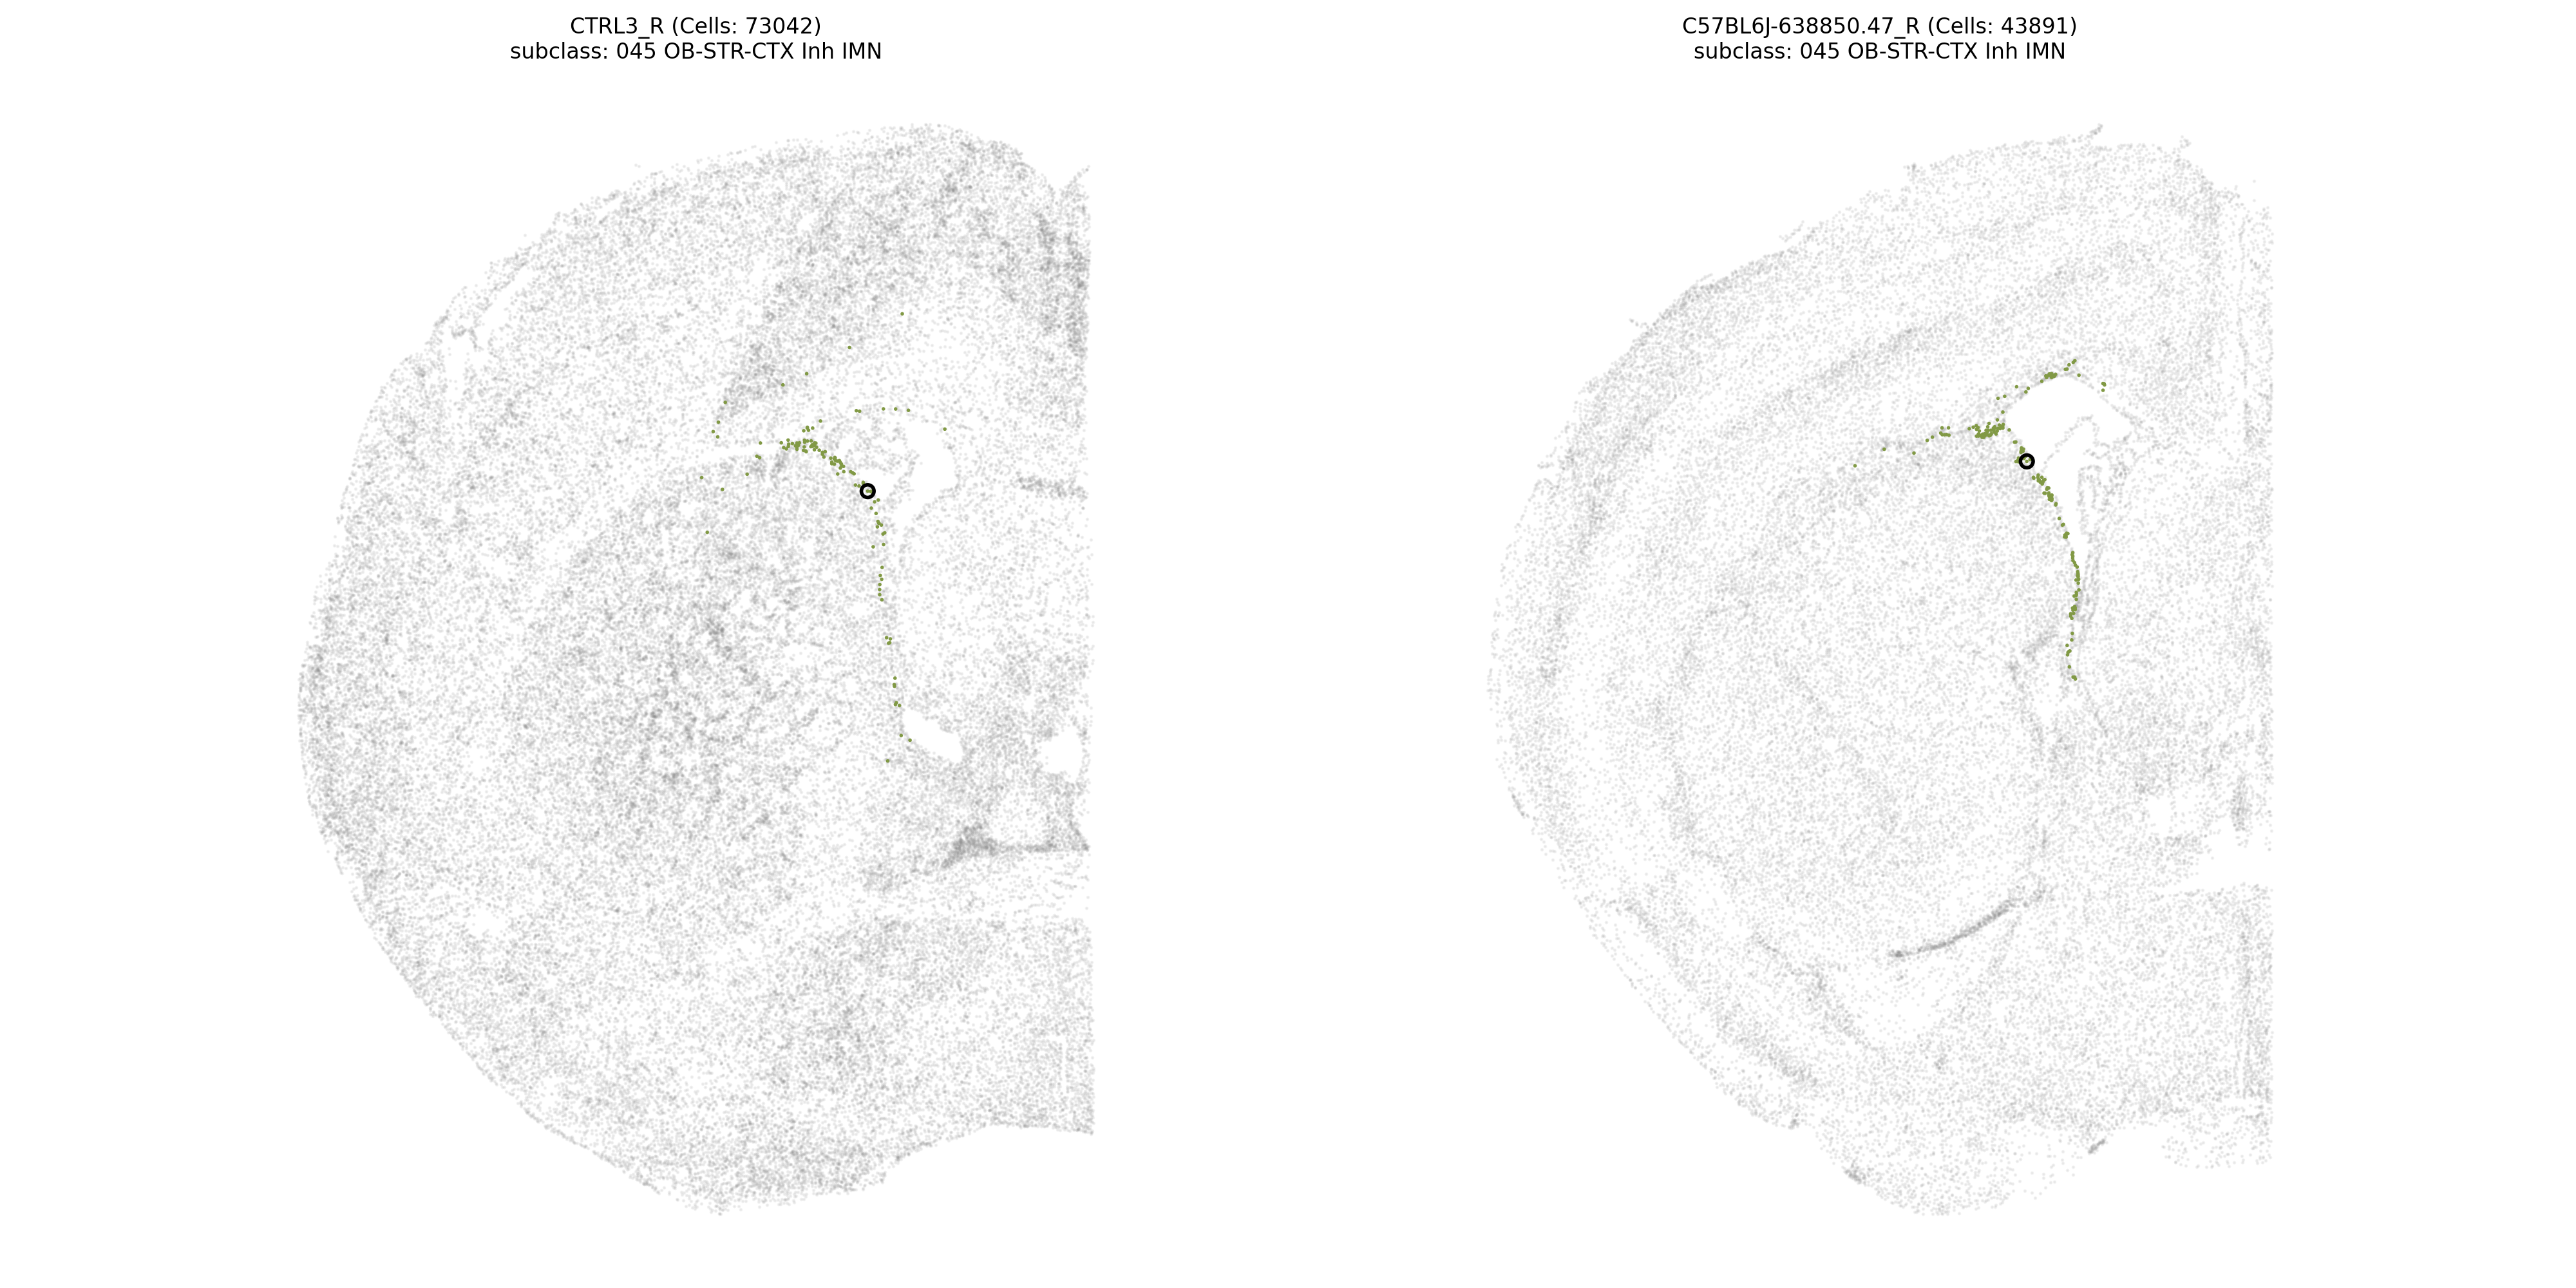 CTRL3_R (Cells: 73042)
subclass: 045 OB-STR-CTX Inh IMN
C57BL6J-638850.47_R (Cells: 43891)
subclass: 045 OB-STR-CTX Inh IMN